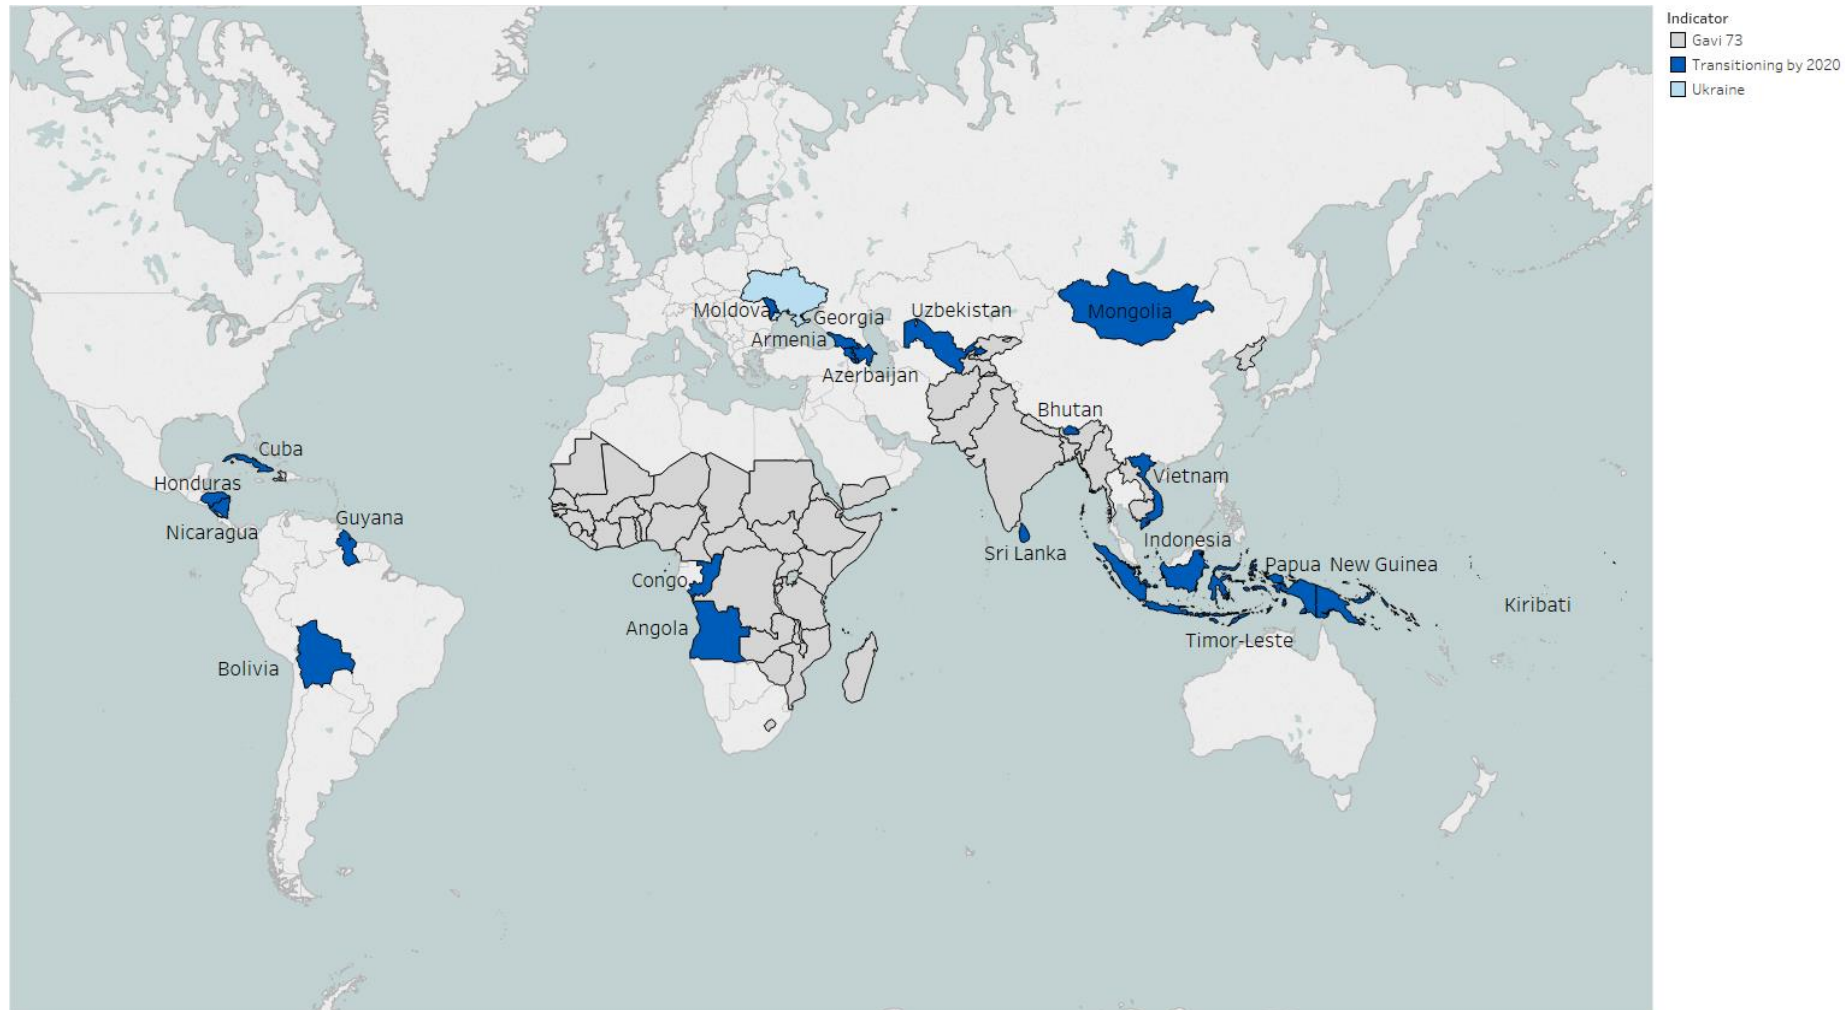 Indicator
Gavi 73
Transitioning by 2020
Ukraine
Moldova
Georgia
Uzbekistan
Mongolia
Armenia
Azerbaijan
Bhutan
Cuba
Honduras
Vietnam
Guyana
Nicaragua
Indonesia
Sri Lanka
Papua New Guinea
Congo
Kiribati
Angola
Timor-Leste
Bolivia